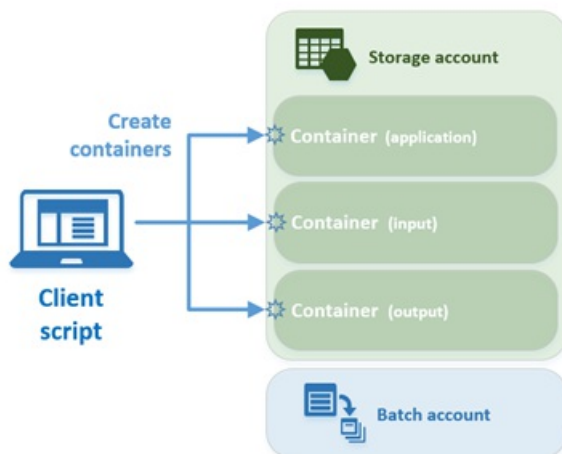 Storage account
Create
containers
Container (application)
Container (input)
Client
script
Container (output)
Batch account